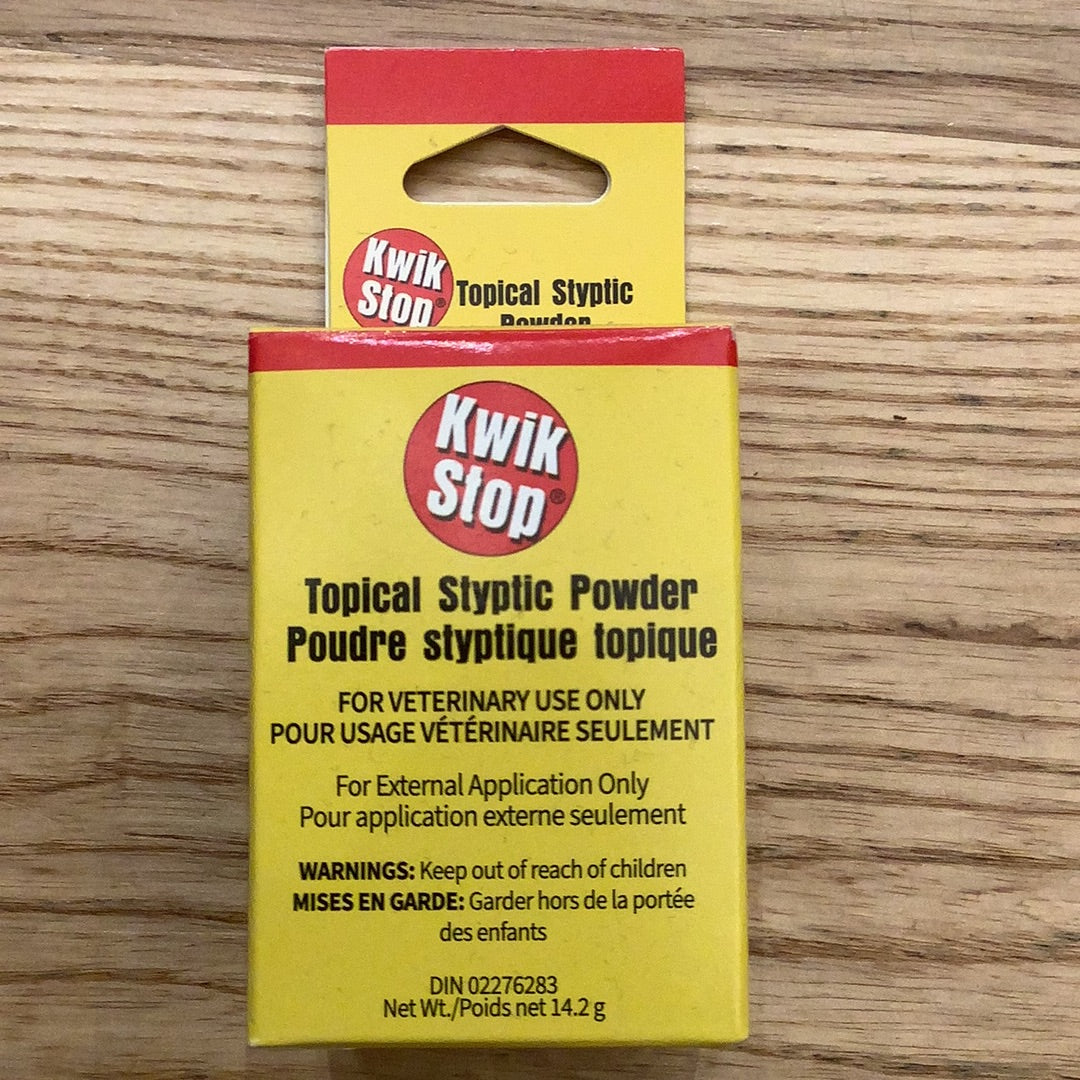 Kwik
Stop®
Topical Styptic
Powder
Kwik
Stop®
Topical Styptic Powder
Poudre styptique topique
FOR VETERINARY USE ONLY
POUR USAGE VÉTÉRINAIRE SEULEMENT
For External Application Only
Pour application externe seulement
WARNINGS: Keep out of reach of children
MISES EN GARDE: Garder hors de la portée
des enfants
DIN 02276283
Net Wt./Poids net 14.2 g